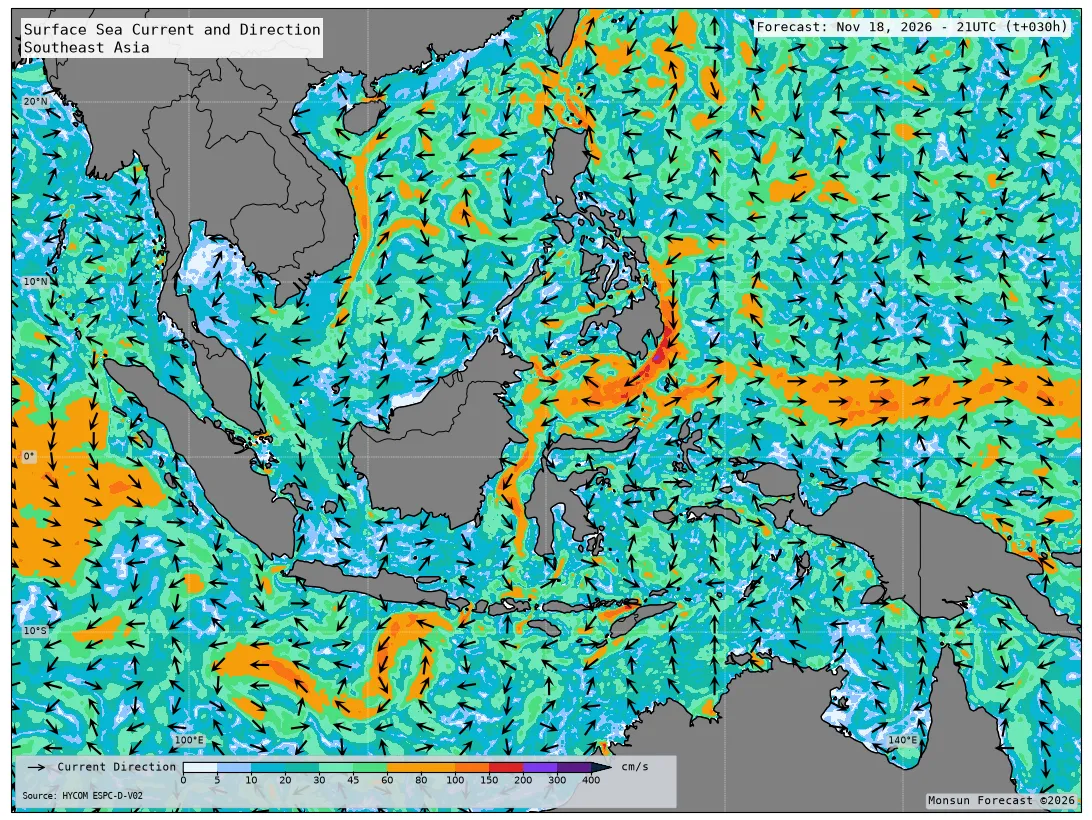 Surface Sea Current and Direction
Southeast Asia
Forecast: Nov 18, 2026 - 21UTC (t+030h)
20°N
10°N
0°
10°S
100°E
140°E
Current Direction
0 5 10 20 30 45 60 80 100 150 200 300 400
cm/s
Source: HYCOM ESPC-D-V02
Monsun Forecast ©2026